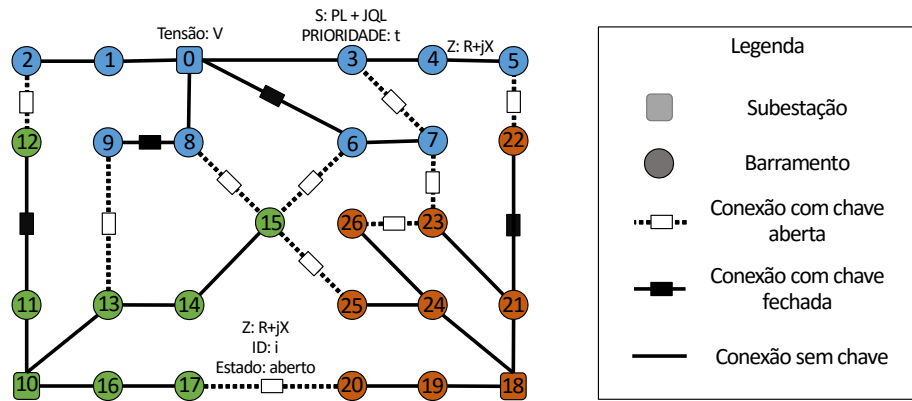 S: PL + JQL
Tensão: V
PRIORIDADE: t
Z: R+jX
2 1 0 3 4 5
12 9 8 6 7 22
15 26 23
11 13 14 25 24 21
Z: R+jX
ID: i
Estado: aberto
10 16 17 20 19 18
Legenda
Subestação
Barramento
Conexão com chave
aberta
Conexão com chave
fechada
Conexão sem chave